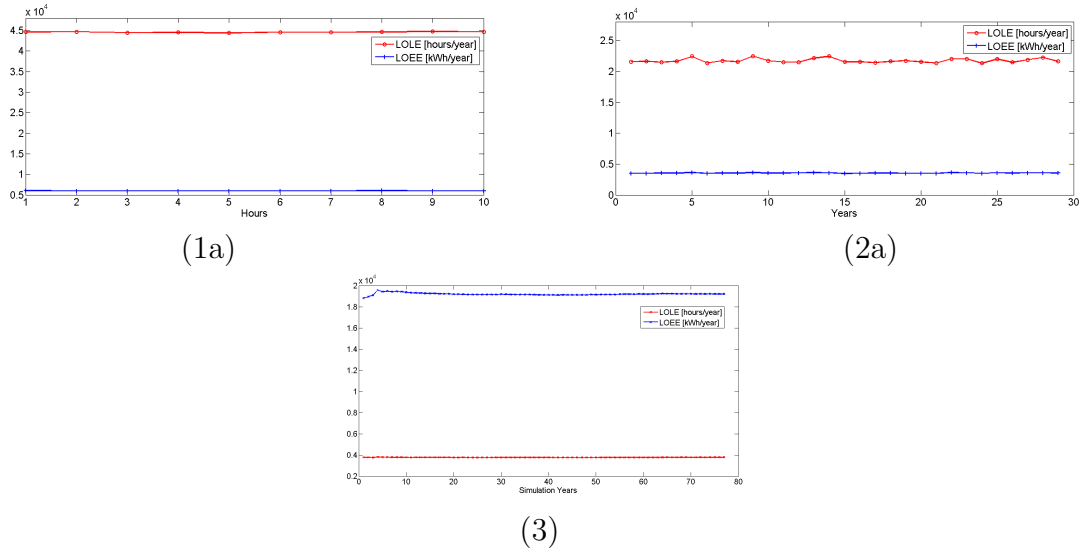 x 10^4
4.5
4
3.5
3
2.5
2
1.5
1
0.5
1 2 3 4 5 6 7 8 9 10
Hours
LOLE [hours/year]
LOEE [kWh/year]
(1a)
x 10^4
2.5
2
1.5
1
0.5
0
0 5 10 15 20 25 30
Years
LOLE [hours/year]
LOEE [kWh/year]
(2a)
x 10^4
2
1.8
1.6
1.4
1.2
1
0.8
0.6
0.4
0.2
0 10 20 30 40 50 60 70 80
Simulation Years
LOLE [hours/year]
LOEE [kWh/year]
(3)